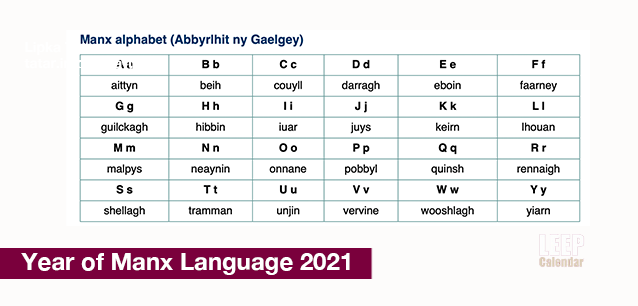 Manx alphabet (Abbyrlhit ny Gaelgey)
A a B b C c D d E e F f
aittyn beih couyll darragh eboin faarney
G g H h I i J j K k L l
guilckagh hibbin iuar juys keirn lhouan
M m N n O o P p Q q R r
malpys neaynin onnane pobbyl quinsh rennaigh
S s T t U u V v W w Y y
shellagh tramman unjin vervine wooshlagh yiarn
Year of Manx Language 2021
LEEP
Calendar